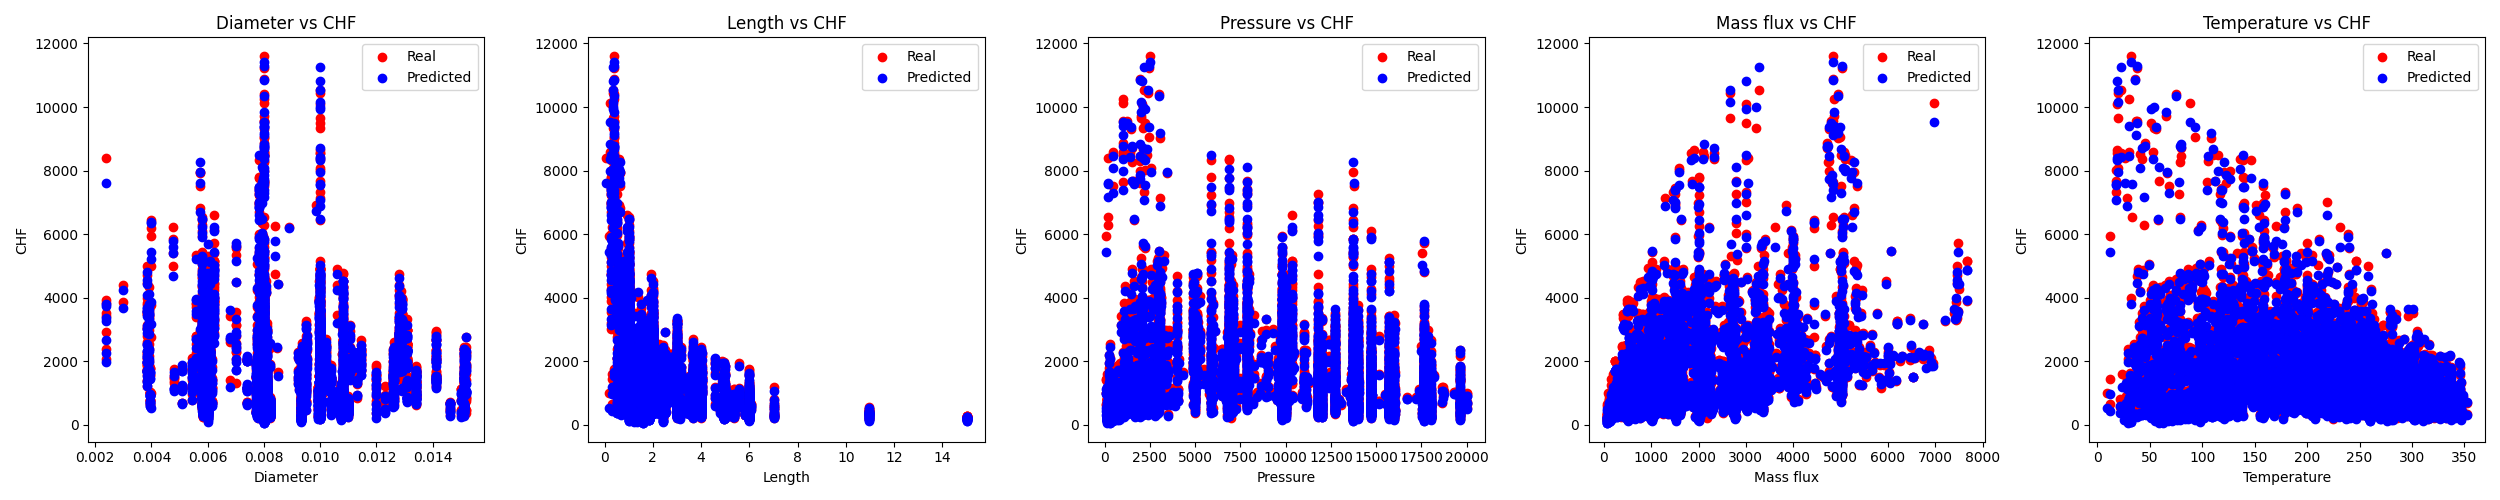 Diameter vs CHF
12000
10000
8000
6000
4000
2000
0
CHF
Real
Predicted
0.002 0.004 0.006 0.008 0.010 0.012 0.014
Diameter
Length vs CHF
12000
10000
8000
6000
4000
2000
0
CHF
Real
Predicted
0 2 4 6 8 10 12 14
Length
Pressure vs CHF
12000
10000
8000
6000
4000
2000
0
CHF
Real
Predicted
0 2500 5000 7500 10000 12500 15000 17500 20000
Pressure
Mass flux vs CHF
12000
10000
8000
6000
4000
2000
0
CHF
Real
Predicted
0 1000 2000 3000 4000 5000 6000 7000 8000
Mass flux
Temperature vs CHF
12000
10000
8000
6000
4000
2000
0
CHF
Real
Predicted
0 50 100 150 200 250 300 350
Temperature